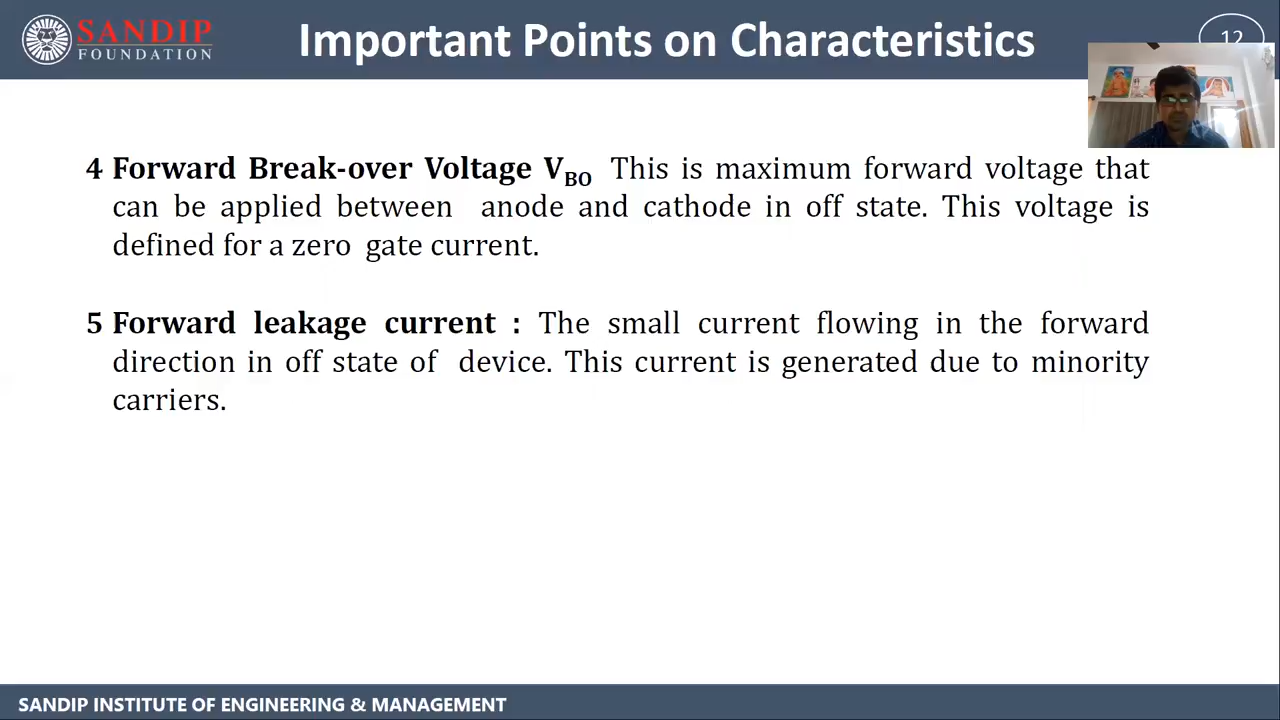 SANDIP
FOUNDATION
Important Points on Characteristics
12
4 Forward Break-over Voltage VBO This is maximum forward voltage that
can be applied between anode and cathode in off state. This voltage is
defined for a zero gate current.
5 Forward leakage current : The small current flowing in the forward
direction in off state of device. This current is generated due to minority
carriers.
SANDIP INSTITUTE OF ENGINEERING & MANAGEMENT